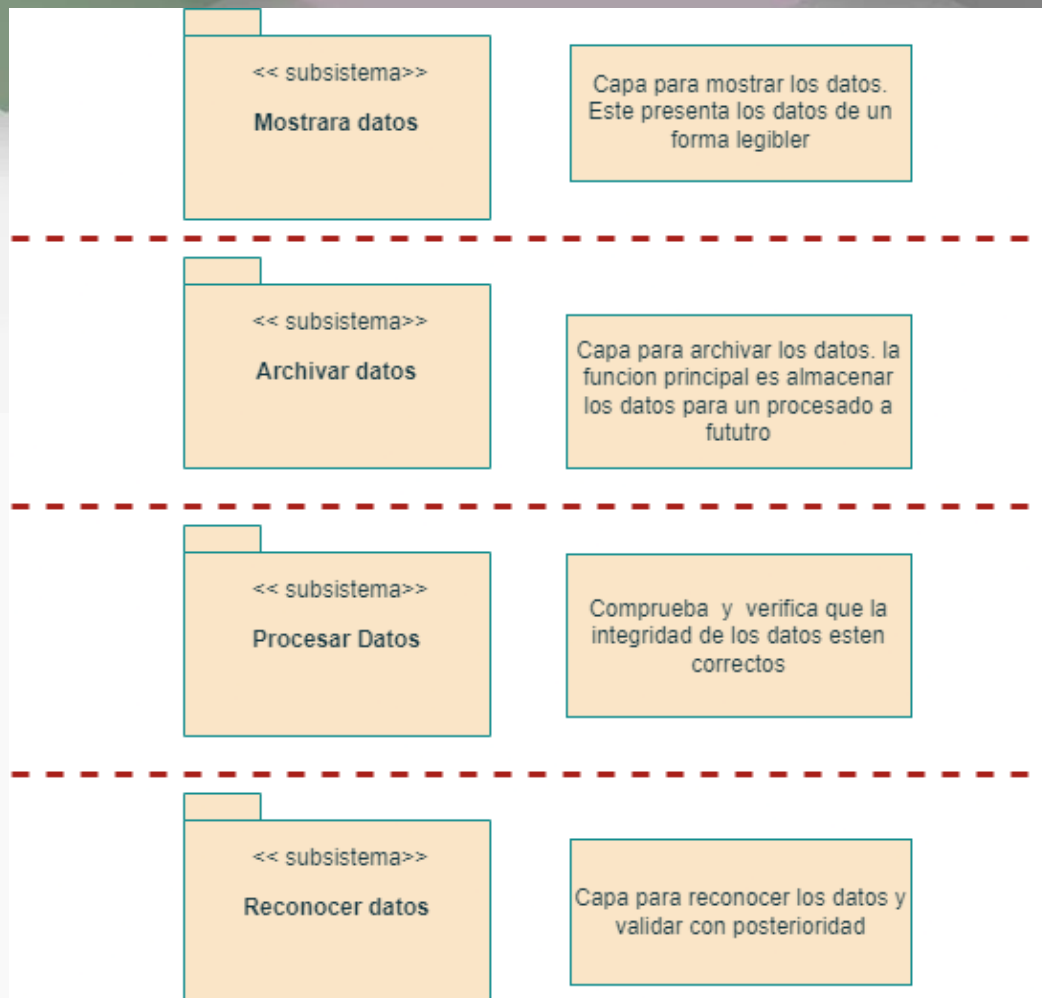 << subsistema>>
Mostrara datos
Capa para mostrar los datos.
Este presenta los datos de un
forma legibler
<< subsistema>>
Archivar datos
Capa para archivar los datos. la
funcion principal es almacenar
los datos para un procesado a
fututro
<< subsistema>>
Procesar Datos
Comprueba y verifica que la
integridad de los datos esten
correctos
<< subsistema>>
Reconocer datos
Capa para reconocer los datos y
validar con posterioridad